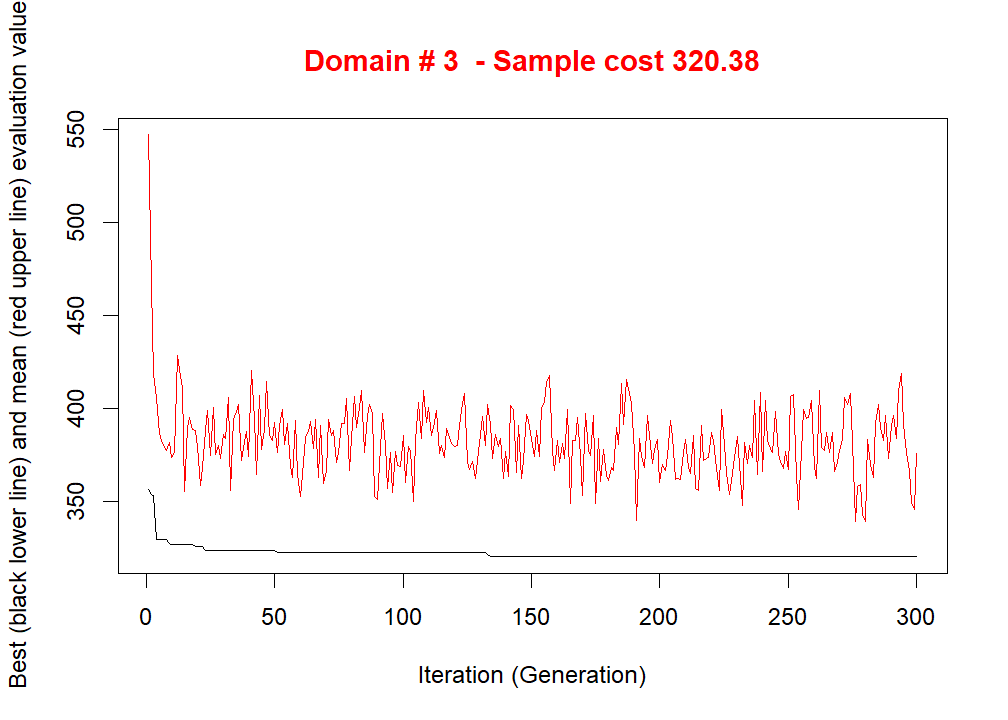 Domain # 3  - Sample cost 320.38
Best (black lower line) and mean (red upper line) evaluation value
550
500
450
400
350
0 50 100 150 200 250 300
Iteration (Generation)